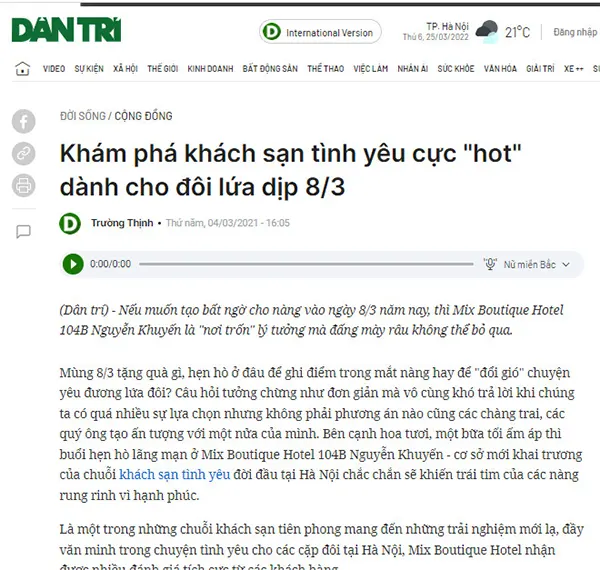 DÂN TRÍ
International Version
TP. Hà Nội
Thứ 6, 25/03/2022
21°C
Đăng nhập
VIDEO SỰ KIỆN XÃ HỘI THẾ GIỚI KINH DOANH BẤT ĐỘNG SẢN THỂ THAO VIỆC LÀM NHÂN ÁI SỨC KHỎE VĂN HÓA GIẢI TRÍ XE ++
ĐỜI SỐNG / CỘNG ĐỒNG
Khám phá khách sạn tình yêu cực "hot"
dành cho đôi lứa dịp 8/3
Trường Thịnh • Thứ năm, 04/03/2021 - 16:05
0:00/0:00
Nữ miền Bắc
(Dân trí) - Nếu muốn tạo bất ngờ cho nàng vào ngày 8/3 năm nay, thì Mix Boutique Hotel
104B Nguyễn Khuyến là "nơi trốn" lý tưởng mà đấng mày râu không thể bỏ qua.
Mùng 8/3 tặng quà gì, hẹn hò ở đâu để ghi điểm trong mắt nàng hay để "đổi gió" chuyện
yêu đương lứa đôi? Câu hỏi tưởng chừng như đơn giản mà vô cùng khó trả lời khi chúng
ta có quá nhiều sự lựa chọn nhưng không phải phương án nào cũng các chàng trai, các
quý ông tạo ấn tượng với một nửa của mình. Bên cạnh hoa tươi, một bữa tối ấm áp thì
buổi hẹn hò lãng mạn ở Mix Boutique Hotel 104B Nguyễn Khuyến - cơ sở mới khai trương
của chuỗi khách sạn tình yêu đời đầu tại Hà Nội chắc chắn sẽ khiến trái tim của các nàng
rung rinh vì hạnh phúc.
Là một trong những chuỗi khách sạn tiên phong mang đến những trải nghiệm mới lạ, đầy
văn minh trong chuyện tình yêu cho các cặp đôi tại Hà Nội, Mix Boutique Hotel nhận
được nhiều đánh giá tích cực từ các khách hàng.